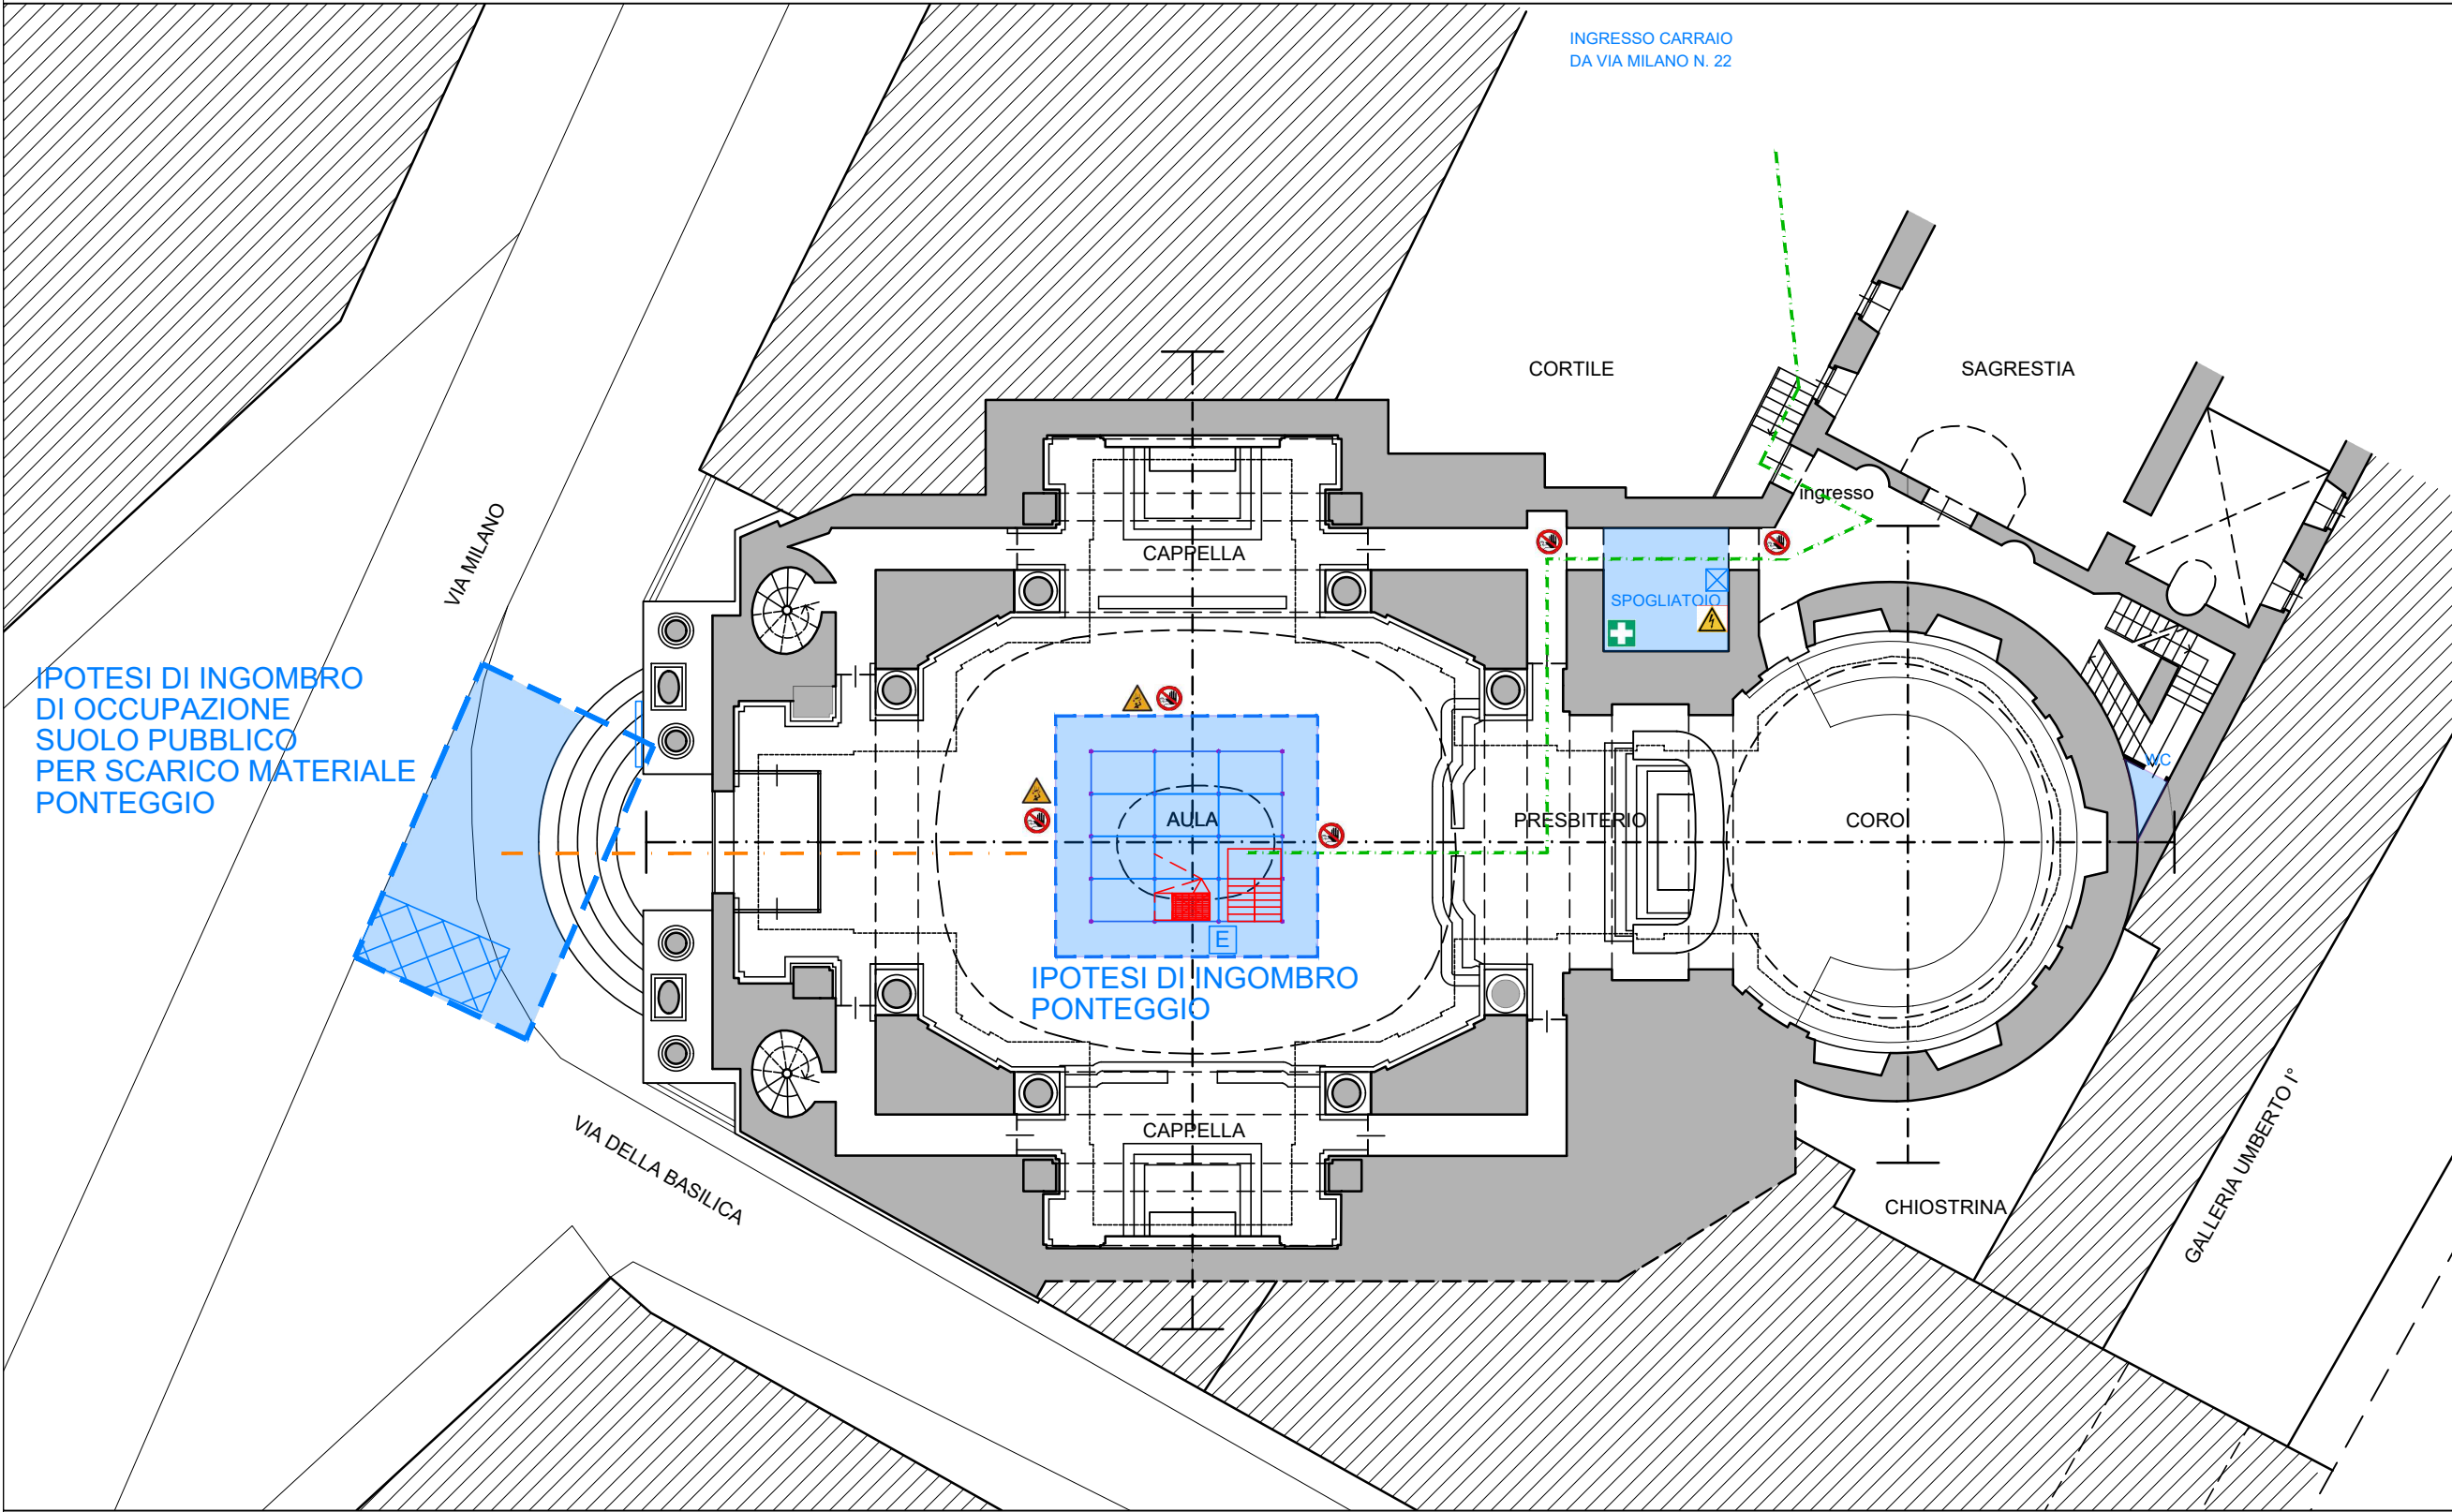 INGRESSO CARRAIO
DA VIA MILANO N. 22
CORTILE
SAGRESTIA
ingresso
VIA MILANO
CAPPELLA
SPOGLIATOIO
IPOTESI DI INGOMBRO
DI OCCUPAZIONE
SUOLO PUBBLICO
PER SCARICO MATERIALE
PONTEGGIO
WC
AULA
PRESBITERIO
CORO
E
IPOTESI DI INGOMBRO
PONTEGGIO
CAPPELLA
VIA DELLA BASILICA
CHIOSTRINA
GALLERIA UMBERTO I°